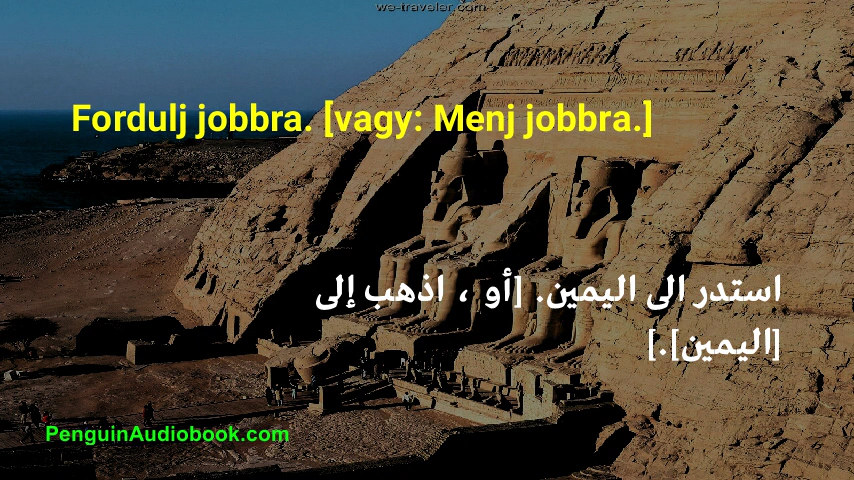 we-traveler.com
Fordulj jobbra. [vagy: Menj jobbra.]
استدر الى اليمين. [أو ، اذهب إلى
[اليمين].]
PenguinAudiobook.com